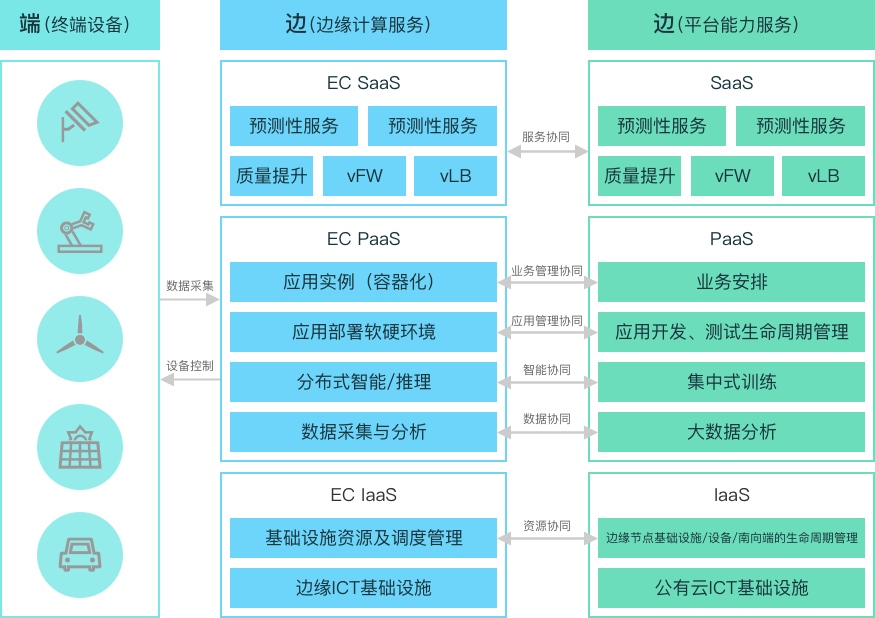 端(终端设备)
边(边缘计算服务)
边(平台能力服务)
EC SaaS
预测性服务
预测性服务
质量提升
vFW
vLB
服务协同
SaaS
预测性服务
预测性服务
质量提升
vFW
vLB
数据采集
设备控制
EC PaaS
应用实例（容器化）
应用部署软硬环境
分布式智能/推理
数据采集与分析
业务管理协同
应用管理协同
智能协同
数据协同
PaaS
业务安排
应用开发、测试生命周期管理
集中式训练
大数据分析
EC IaaS
基础设施资源及调度管理
边缘ICT基础设施
资源协同
IaaS
边缘节点基础设施/设备/南向端的生命周期管理
公有云ICT基础设施